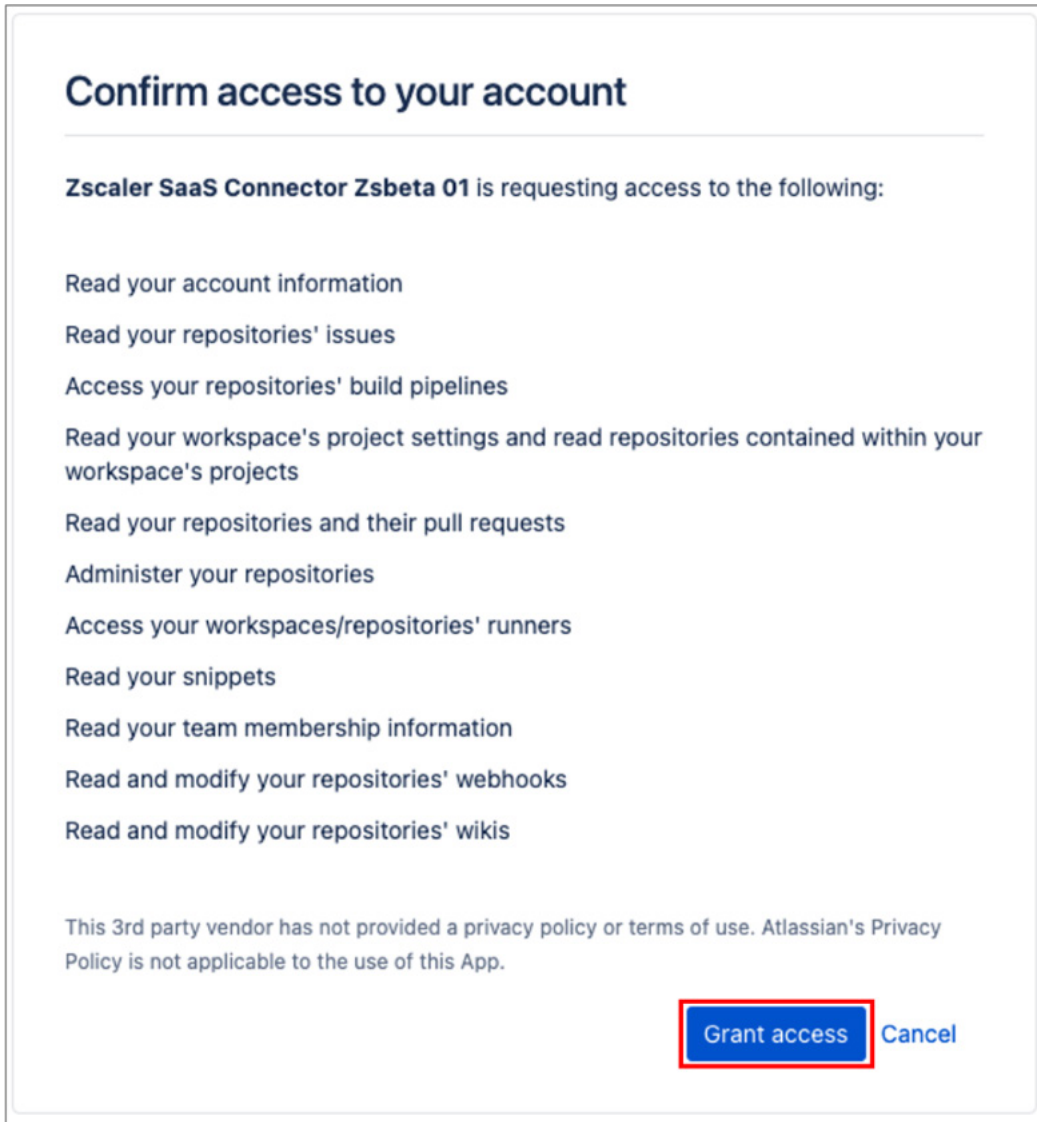 Confirm access to your account
Zscaler SaaS Connector Zsbeta 01 is requesting access to the following:
Read your account information
Read your repositories' issues
Access your repositories' build pipelines
Read your workspace's project settings and read repositories contained within your
workspace's projects
Read your repositories and their pull requests
Administer your repositories
Access your workspaces/repositories' runners
Read your snippets
Read your team membership information
Read and modify your repositories' webhooks
Read and modify your repositories' wikis
This 3rd party vendor has not provided a privacy policy or terms of use. Atlassian's Privacy
Policy is not applicable to the use of this App.
Grant access Cancel